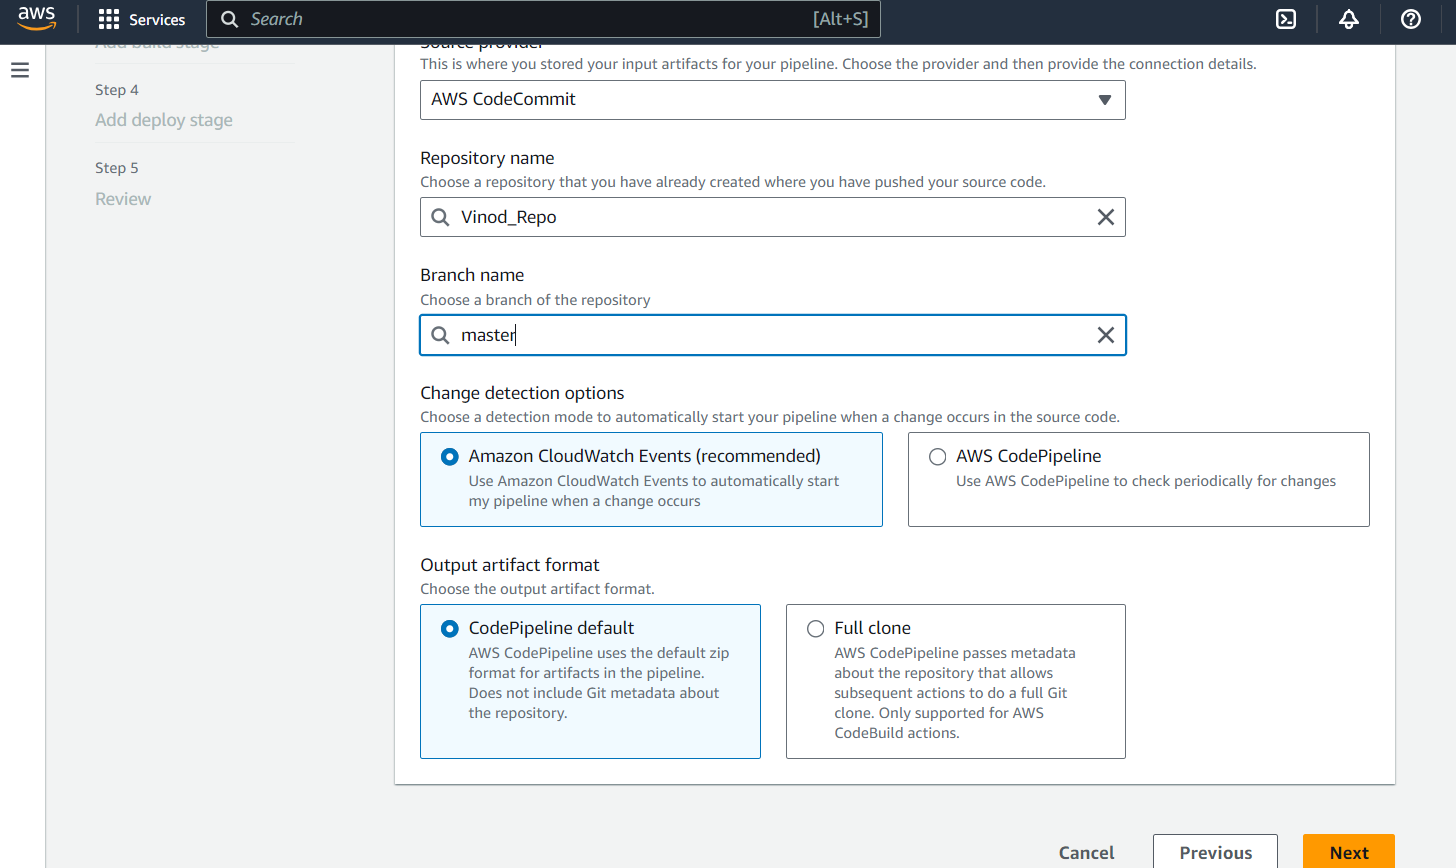 aws
Services
Search
[Alt+S]
Add build stage
Step 4
Add deploy stage
Step 5
Review
Source provider
This is where you stored your input artifacts for your pipeline. Choose the provider and then provide the connection details.
AWS CodeCommit
Repository name
Choose a repository that you have already created where you have pushed your source code.
Vinod_Repo
Branch name
Choose a branch of the repository
master
Change detection options
Choose a detection mode to automatically start your pipeline when a change occurs in the source code.
Amazon CloudWatch Events (recommended)
Use Amazon CloudWatch Events to automatically start
my pipeline when a change occurs
AWS CodePipeline
Use AWS CodePipeline to check periodically for changes
Output artifact format
Choose the output artifact format.
CodePipeline default
AWS CodePipeline uses the default zip
format for artifacts in the pipeline.
Does not include Git metadata about
the repository.
Full clone
AWS CodePipeline passes metadata
about the repository that allows
subsequent actions to do a full Git
clone. Only supported for AWS
CodeBuild actions.
Cancel
Previous
Next